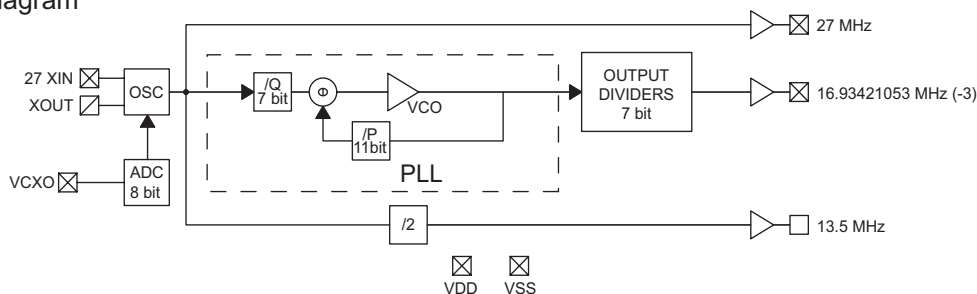 27 MHz
/Q
7 bit
Φ
VCO
/P
11bit
PLL
OUTPUT
DIVIDERS
7 bit
16.93421053 MHz (-3)
27 XIN
XOUT
OSC
VCXO
ADC
8 bit
/2
13.5 MHz
VDD
VSS